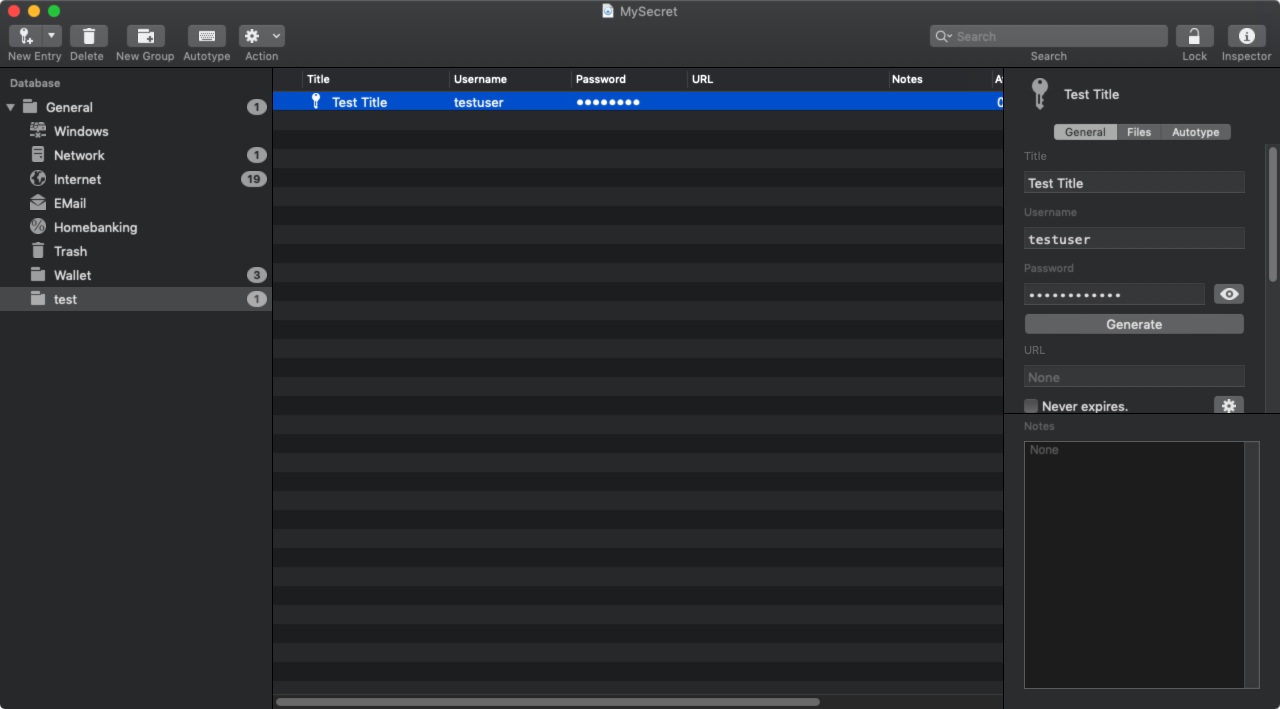 MySecret
New Entry Delete New Group Autotype Action Search Lock Inspector
Search
Database
General 1
Windows
Network 1
Internet 19
EMail
Homebanking
Trash
Wallet 3
test 1
Title Username Password URL Notes
Test Title testuser ●●●●●●●●
Test Title
General Files Autotype
Title
Test Title
Username
testuser
Password
••••••••••••
Generate
URL
None
Never expires.
Notes
None